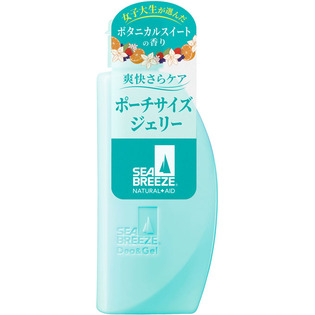 女子大生が選んだ
ボタニカルスイート
の香り
爽快さらケア
ポーチサイズ
ジェリー
SEA
BREEZE
NATURAL+AID
SEA
BREEZE
Deo&Gel